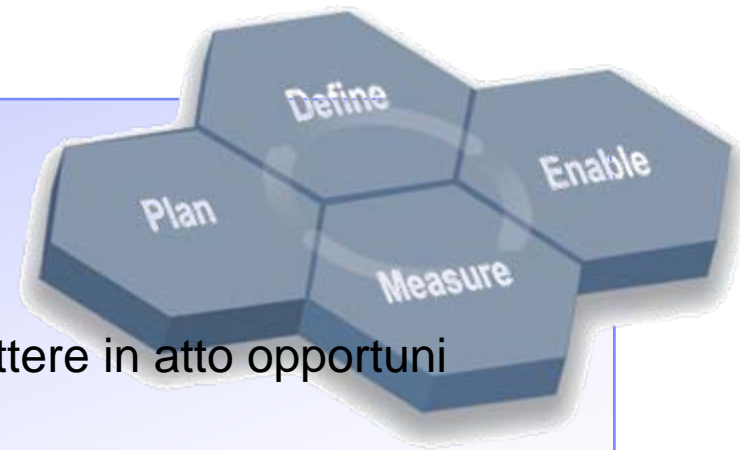 Define
Enable
Plan
Measure
ttere in atto opportuni